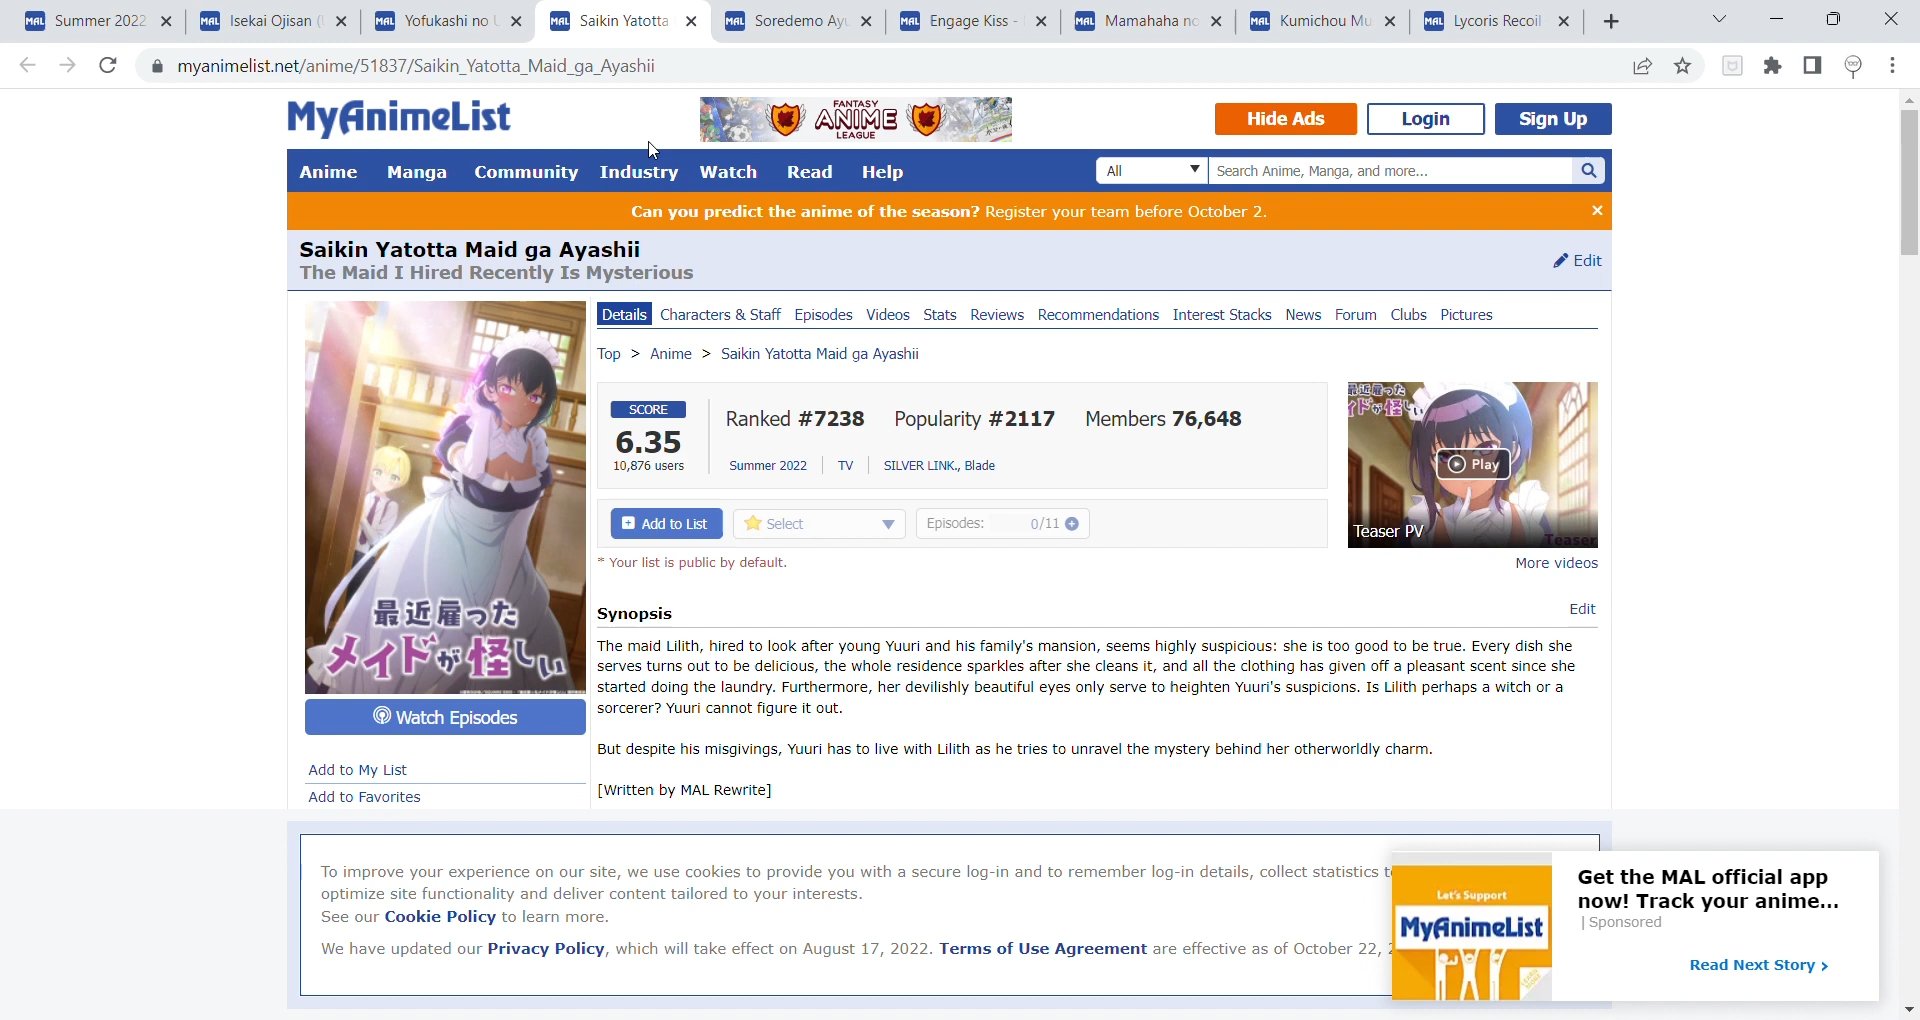 Summer 2022
Isekai Ojisan (
Yofukashi no U
Saikin Yatotta
Soredemo Ayu
Engage Kiss -
Mamahaha no
Kumichou Mu
Lycoris Recoil
myanimelist.net/anime/51837/Saikin_Yatotta_Maid_ga_Ayashii
MyAnimeList
FANTASY
ANIME
LEAGUE
Hide Ads
Login
Sign Up
Anime
Manga
Community
Industry
Watch
Read
Help
All
Search Anime, Manga, and more...
Can you predict the anime of the season? Register your team before October 2.
Saikin Yatotta Maid ga Ayashii
The Maid I Hired Recently Is Mysterious
Edit
Details Characters & Staff Episodes Videos Stats Reviews Recommendations Interest Stacks News Forum Clubs Pictures
Top > Anime > Saikin Yatotta Maid ga Ayashii
SCORE
6.35
10,876 users
Ranked #7238 Popularity #2117 Members 76,648
Summer 2022 TV SILVER LINK., Blade
Add to List
Select
Episodes: 0/11
* Your list is public by default.
最近雇った
イドが怪し
Play
Teaser PV
Teaser
More videos
最近雇った
メイドが怪しい
Watch Episodes
Add to My List
Add to Favorites
Synopsis
Edit
The maid Lilith, hired to look after young Yuuri and his family's mansion, seems highly suspicious: she is too good to be true. Every dish she
serves turns out to be delicious, the whole residence sparkles after she cleans it, and all the clothing has given off a pleasant scent since she
started doing the laundry. Furthermore, her devilishly beautiful eyes only serve to heighten Yuuri's suspicions. Is Lilith perhaps a witch or a
sorcerer? Yuuri cannot figure it out.
But despite his misgivings, Yuuri has to live with Lilith as he tries to unravel the mystery behind her otherworldly charm.
[Written by MAL Rewrite]
To improve your experience on our site, we use cookies to provide you with a secure log-in and to remember log-in details, collect statistics t
optimize site functionality and deliver content tailored to your interests.
See our Cookie Policy to learn more.
We have updated our Privacy Policy, which will take effect on August 17, 2022. Terms of Use Agreement are effective as of October 22, 2
Let's Support
MyAnimeList
Get the MAL official app
now! Track your anime...
| Sponsored
Read Next Story >